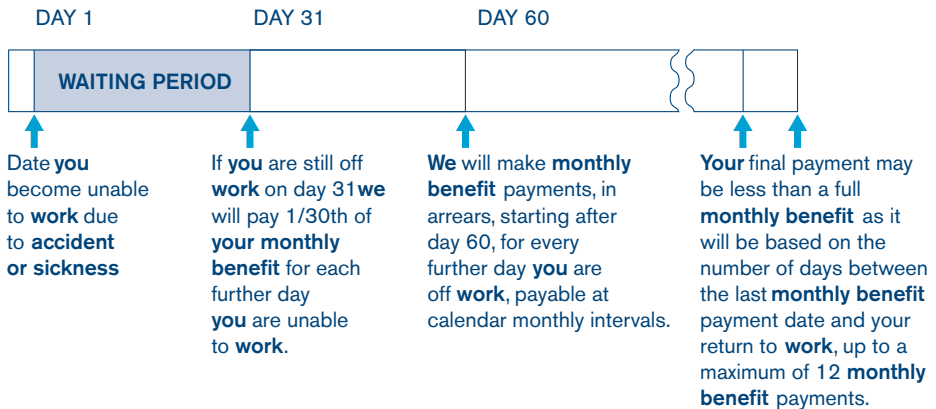 DAY 1
DAY 31
DAY 60
WAITING PERIOD
Date you
become unable
to work due
to accident
or sickness
If you are still off
work on day 31we
will pay 1/30th of
your monthly
benefit for each
further day
you are unable
to work.
We will make monthly
benefit payments, in
arrears, starting after
day 60, for every
further day you are
off work, payable at
calendar monthly intervals.
Your final payment may
be less than a full
monthly benefit as it
will be based on the
number of days between
the last monthly benefit
payment date and your
return to work, up to a
maximum of 12 monthly
benefit payments.